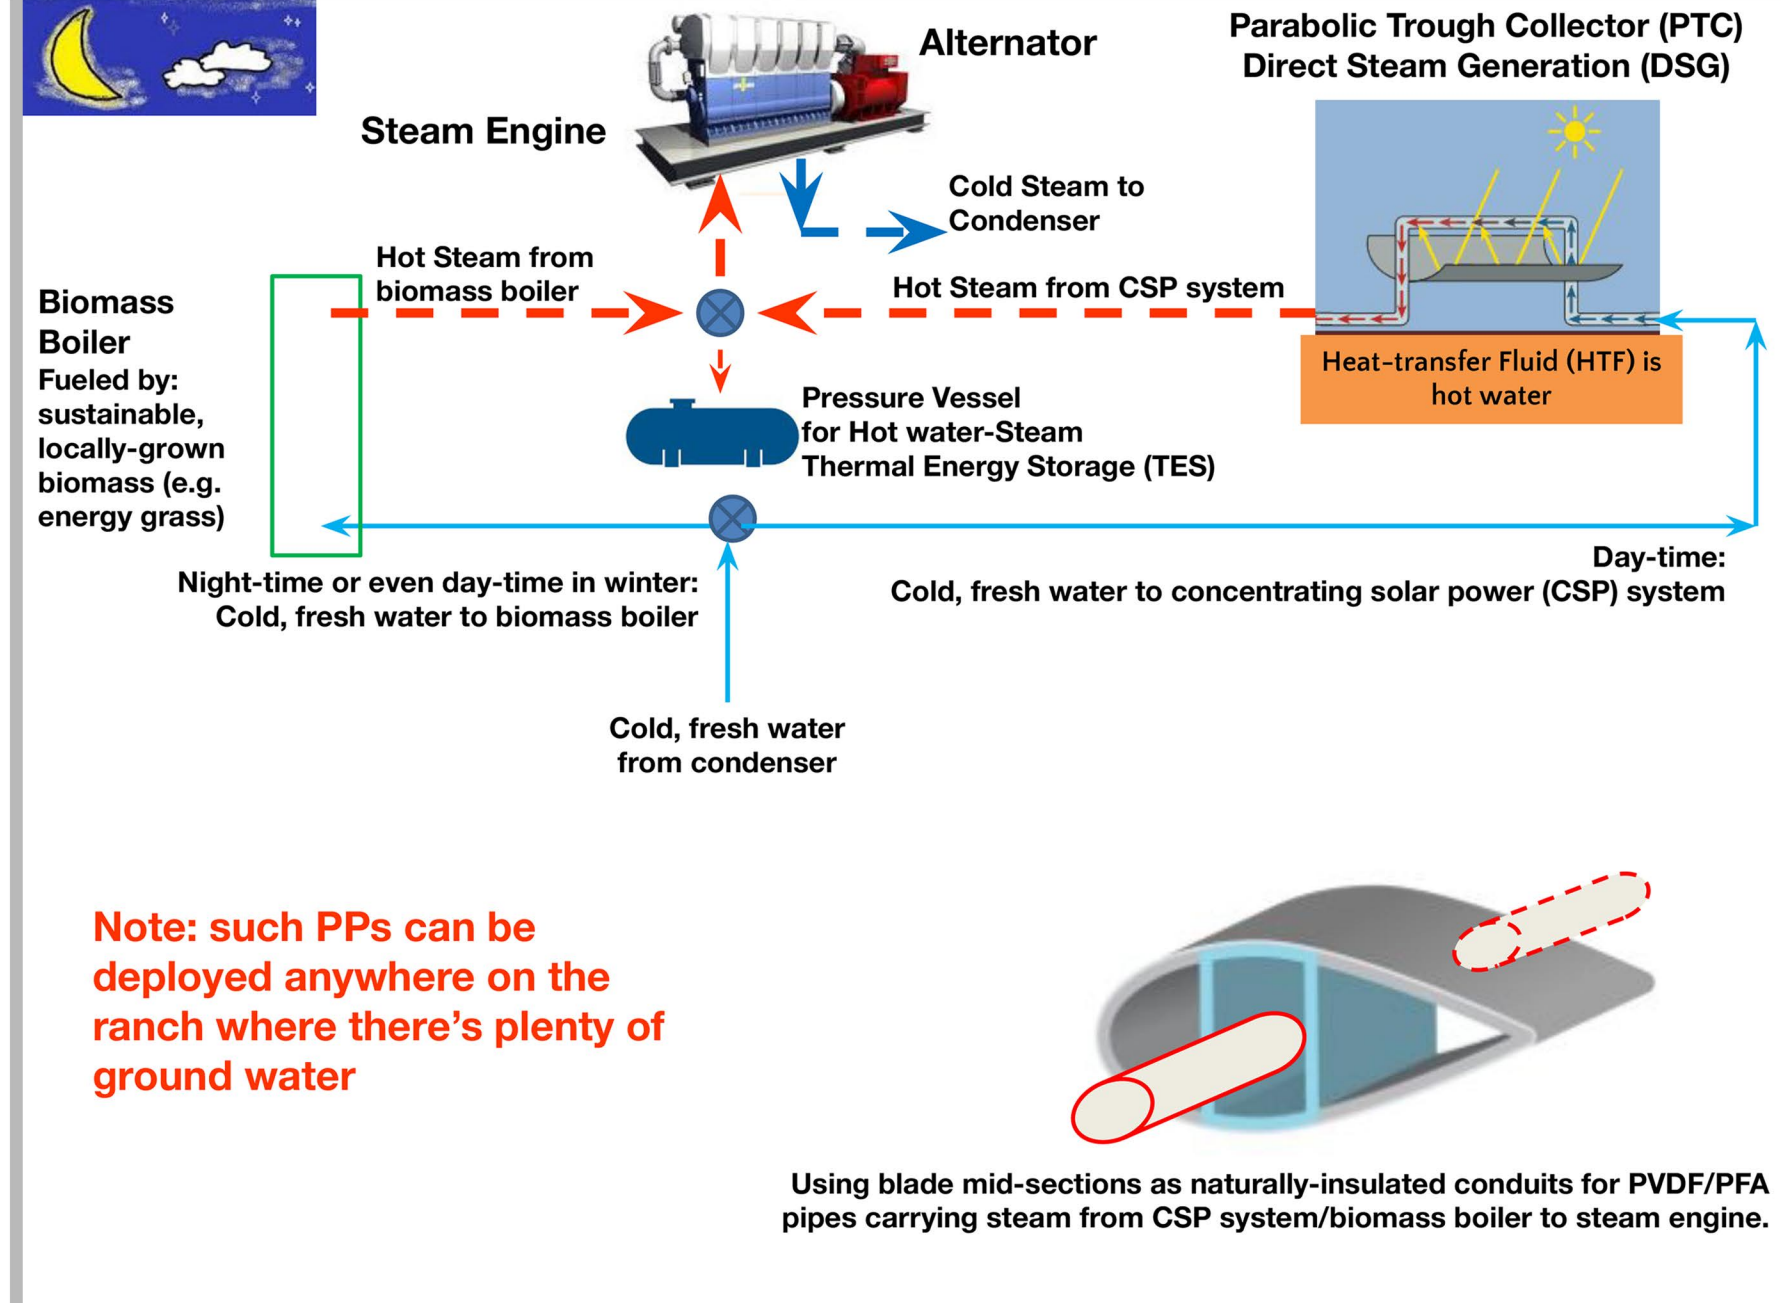 Alternator
Parabolic Trough Collector (PTC)
Direct Steam Generation (DSG)
Steam Engine
Cold Steam to
Condenser
Hot Steam from
biomass boiler
Hot Steam from CSP system
Biomass
Boiler
Fueled by:
sustainable,
locally-grown
biomass (e.g.
energy grass)
Heat-transfer Fluid (HTF) is
hot water
Pressure Vessel
for Hot water-Steam
Thermal Energy Storage (TES)
Night-time or even day-time in winter:
Cold, fresh water to biomass boiler
Day-time:
Cold, fresh water to concentrating solar power (CSP) system
Cold, fresh water
from condenser
Note: such PPs can be
deployed anywhere on the
ranch where there’s plenty of
ground water
Using blade mid-sections as naturally-insulated conduits for PVDF/PFA
pipes carrying steam from CSP system/biomass boiler to steam engine.